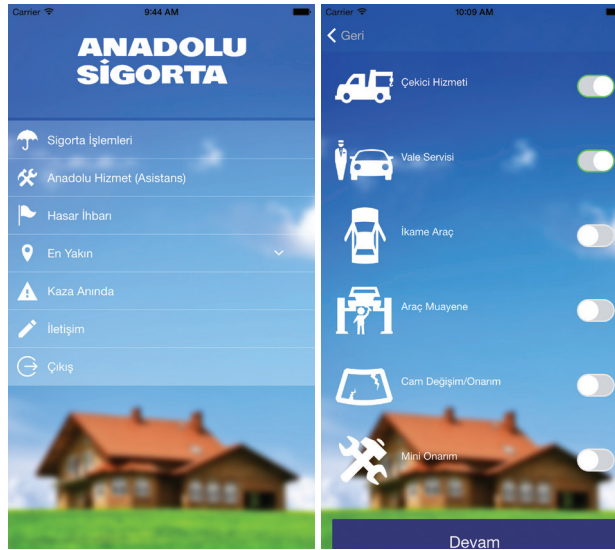 Carrier
9:44 AM
ANADOLU
SİGORTA
Sigorta İşlemleri
Anadolu Hizmet (Asistans)
Hasar İhbarı
En Yakın
Kaza Anında
İletişim
Çıkış
Carrier
10:09 AM
Geri
Çekici Hizmeti
Vale Servisi
İkame Araç
Araç Muayene
Cam Değişim/Onarım
Mini Onarım
Devam